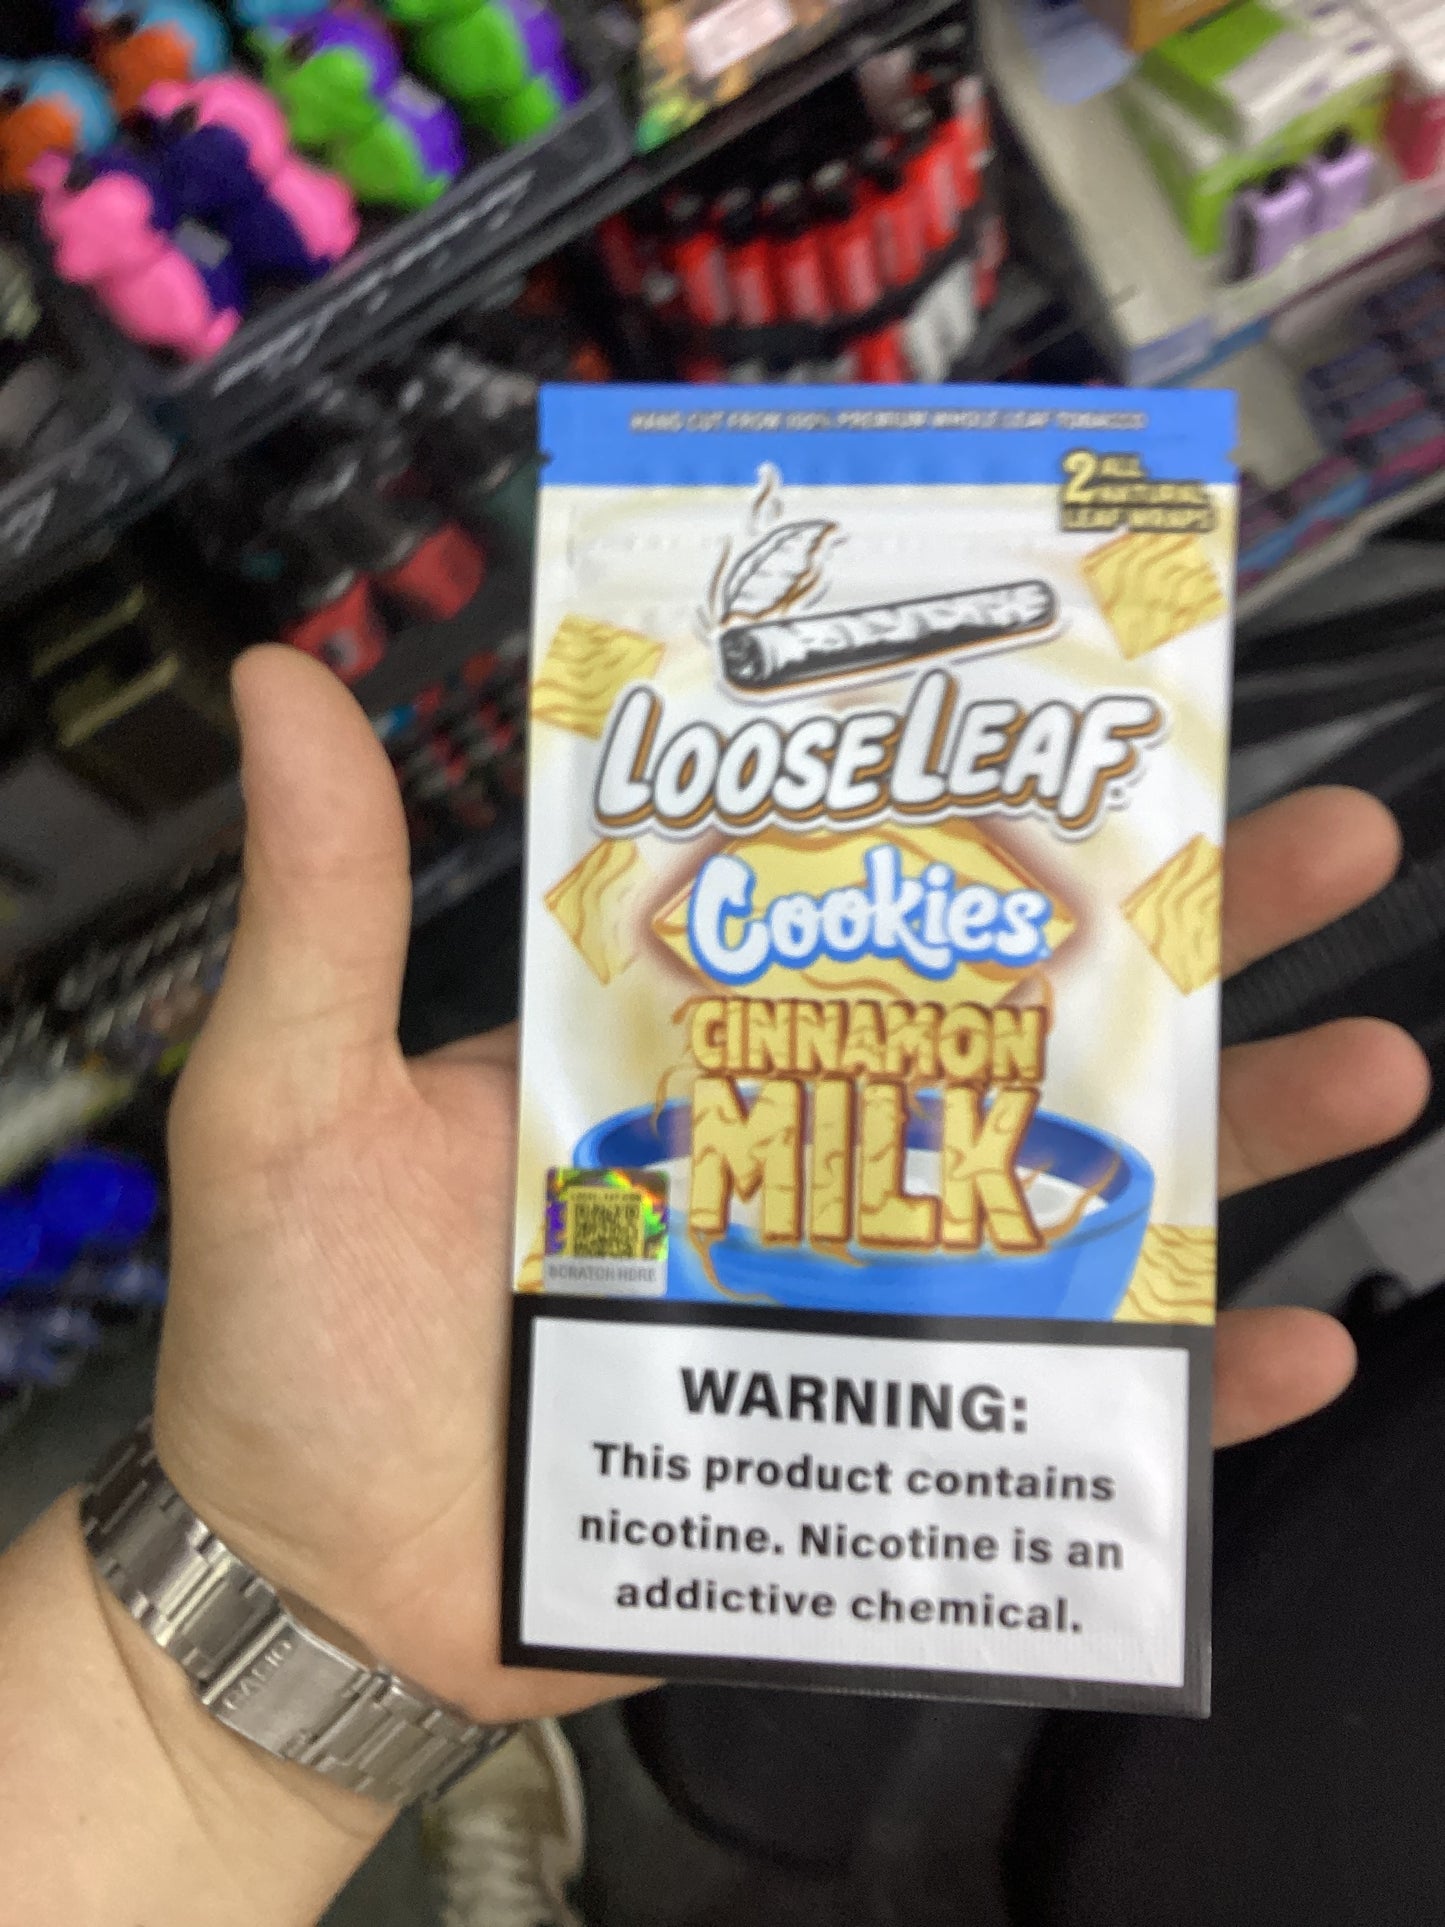 HAND CUT FROM 100% PREMIUM WHOLE LEAF TOBACCO
2 ALL
NATURAL
LEAF WRAPS
LOOSELEAF
Cookies
CINNAMON
MILK
SCRATCH HERE
WARNING:
This product contains
nicotine. Nicotine is an
addictive chemical.
CASIO